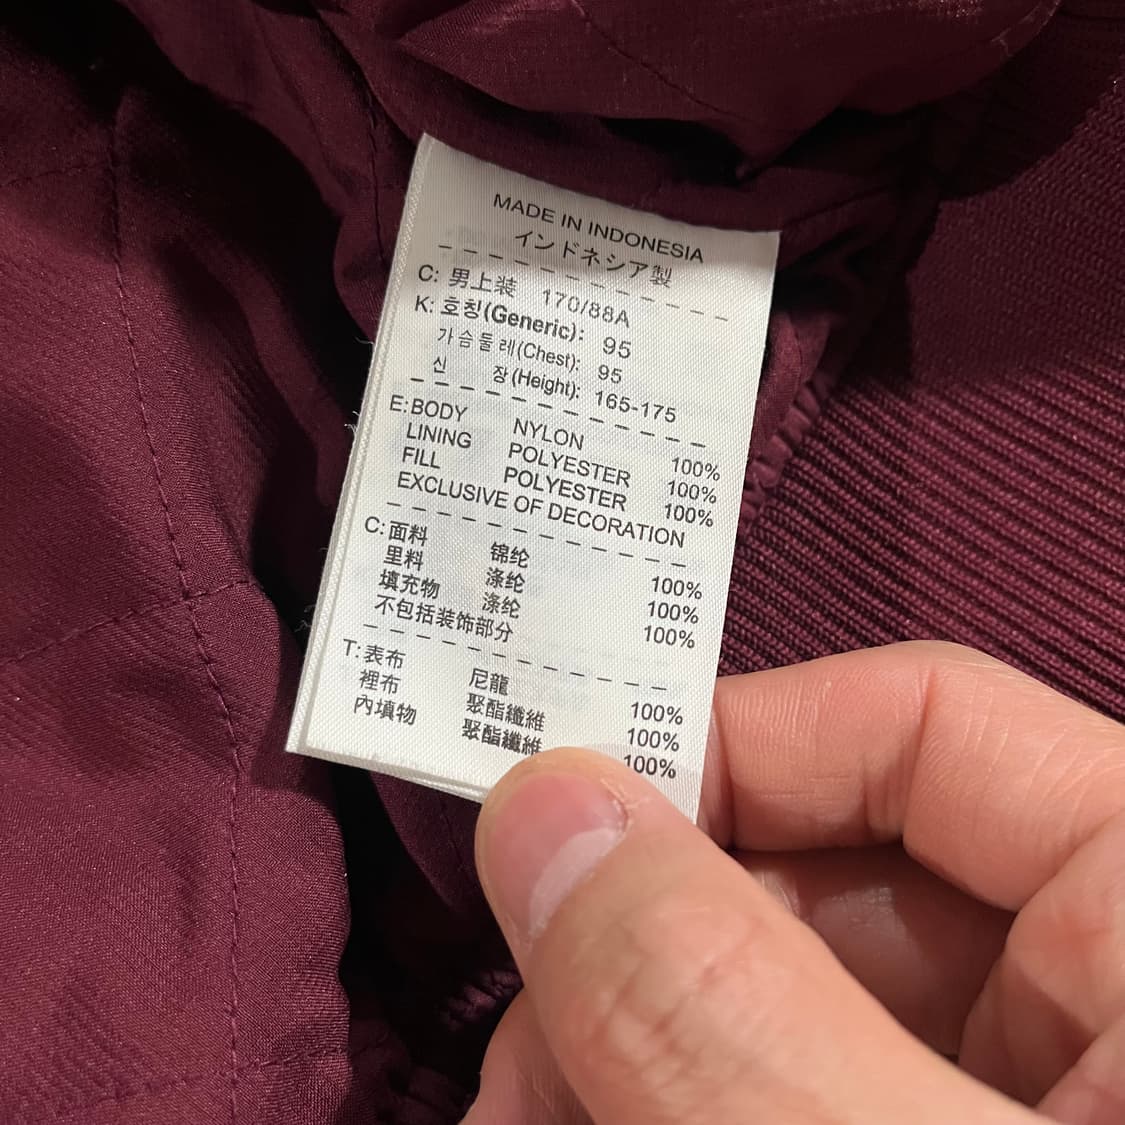 MADE IN INDONESIA
インドネシア製
C: 男上装 170/88A
K: 호칭(Generic): 95
가슴둘레(Chest): 95
신 장(Height): 165-175
E:BODY NYLON 100%
LINING POLYESTER 100%
FILL POLYESTER 100%
EXCLUSIVE OF DECORATION
C: 面料 锦纶 100%
里料 涤纶 100%
填充物 涤纶 100%
不包括装饰部分
T: 表布 尼龍 100%
裡布 聚酯纖維 100%
內填物 聚酯纖維 100%